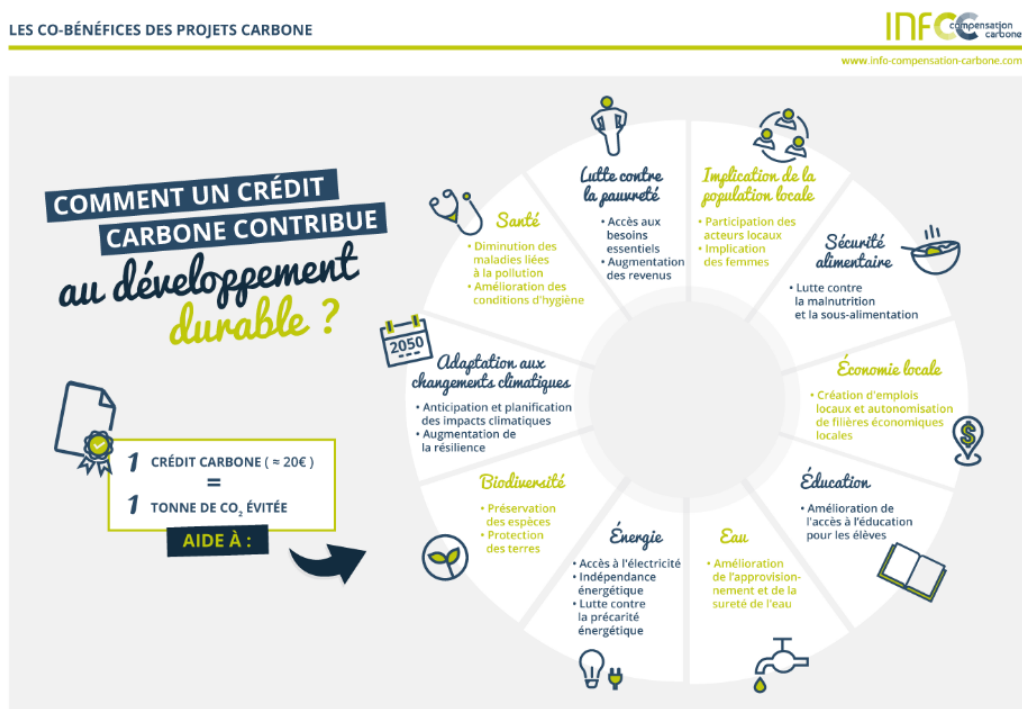 LES CO-BÉNÉFICES DES PROJETS CARBONE
INFCC compensation
carbone
www.info-compensation-carbone.com
COMMENT UN CRÉDIT
CARBONE CONTRIBUE
au développement
durable ?
1 CRÉDIT CARBONE ( ≈ 20€ )
=
1 TONNE DE CO₂ ÉVITÉE
AIDE À :
Lutte contre
la pauvreté
• Accès aux
besoins
essentiels
• Augmentation
des revenus
Implication de la
population locale
• Participation des
acteurs locaux
• Implication
des femmes
Sécurité
alimentaire
• Lutte contre
la malnutrition
et la sous-alimentation
Économie locale
• Création d'emplois
locaux et autonomisation
de filières économiques
locales
$
Éducation
• Amélioration de
l'accès à l'éducation
pour les élèves
Eau
• Amélioration
de l'approvision-
nement et de la
sureté de l'eau
Énergie
• Accès à l'électricité
• Indépendance
énergétique
• Lutte contre
la précarité
énergétique
Biodiversité
• Préservation
des espèces
• Protection
des terres
2050
Adaptation aux
changements climatiques
• Anticipation et planification
des impacts climatiques
• Augmentation de
la résilience
Santé
• Diminution des
maladies liées
à la pollution
• Amélioration des
conditions d'hygiène